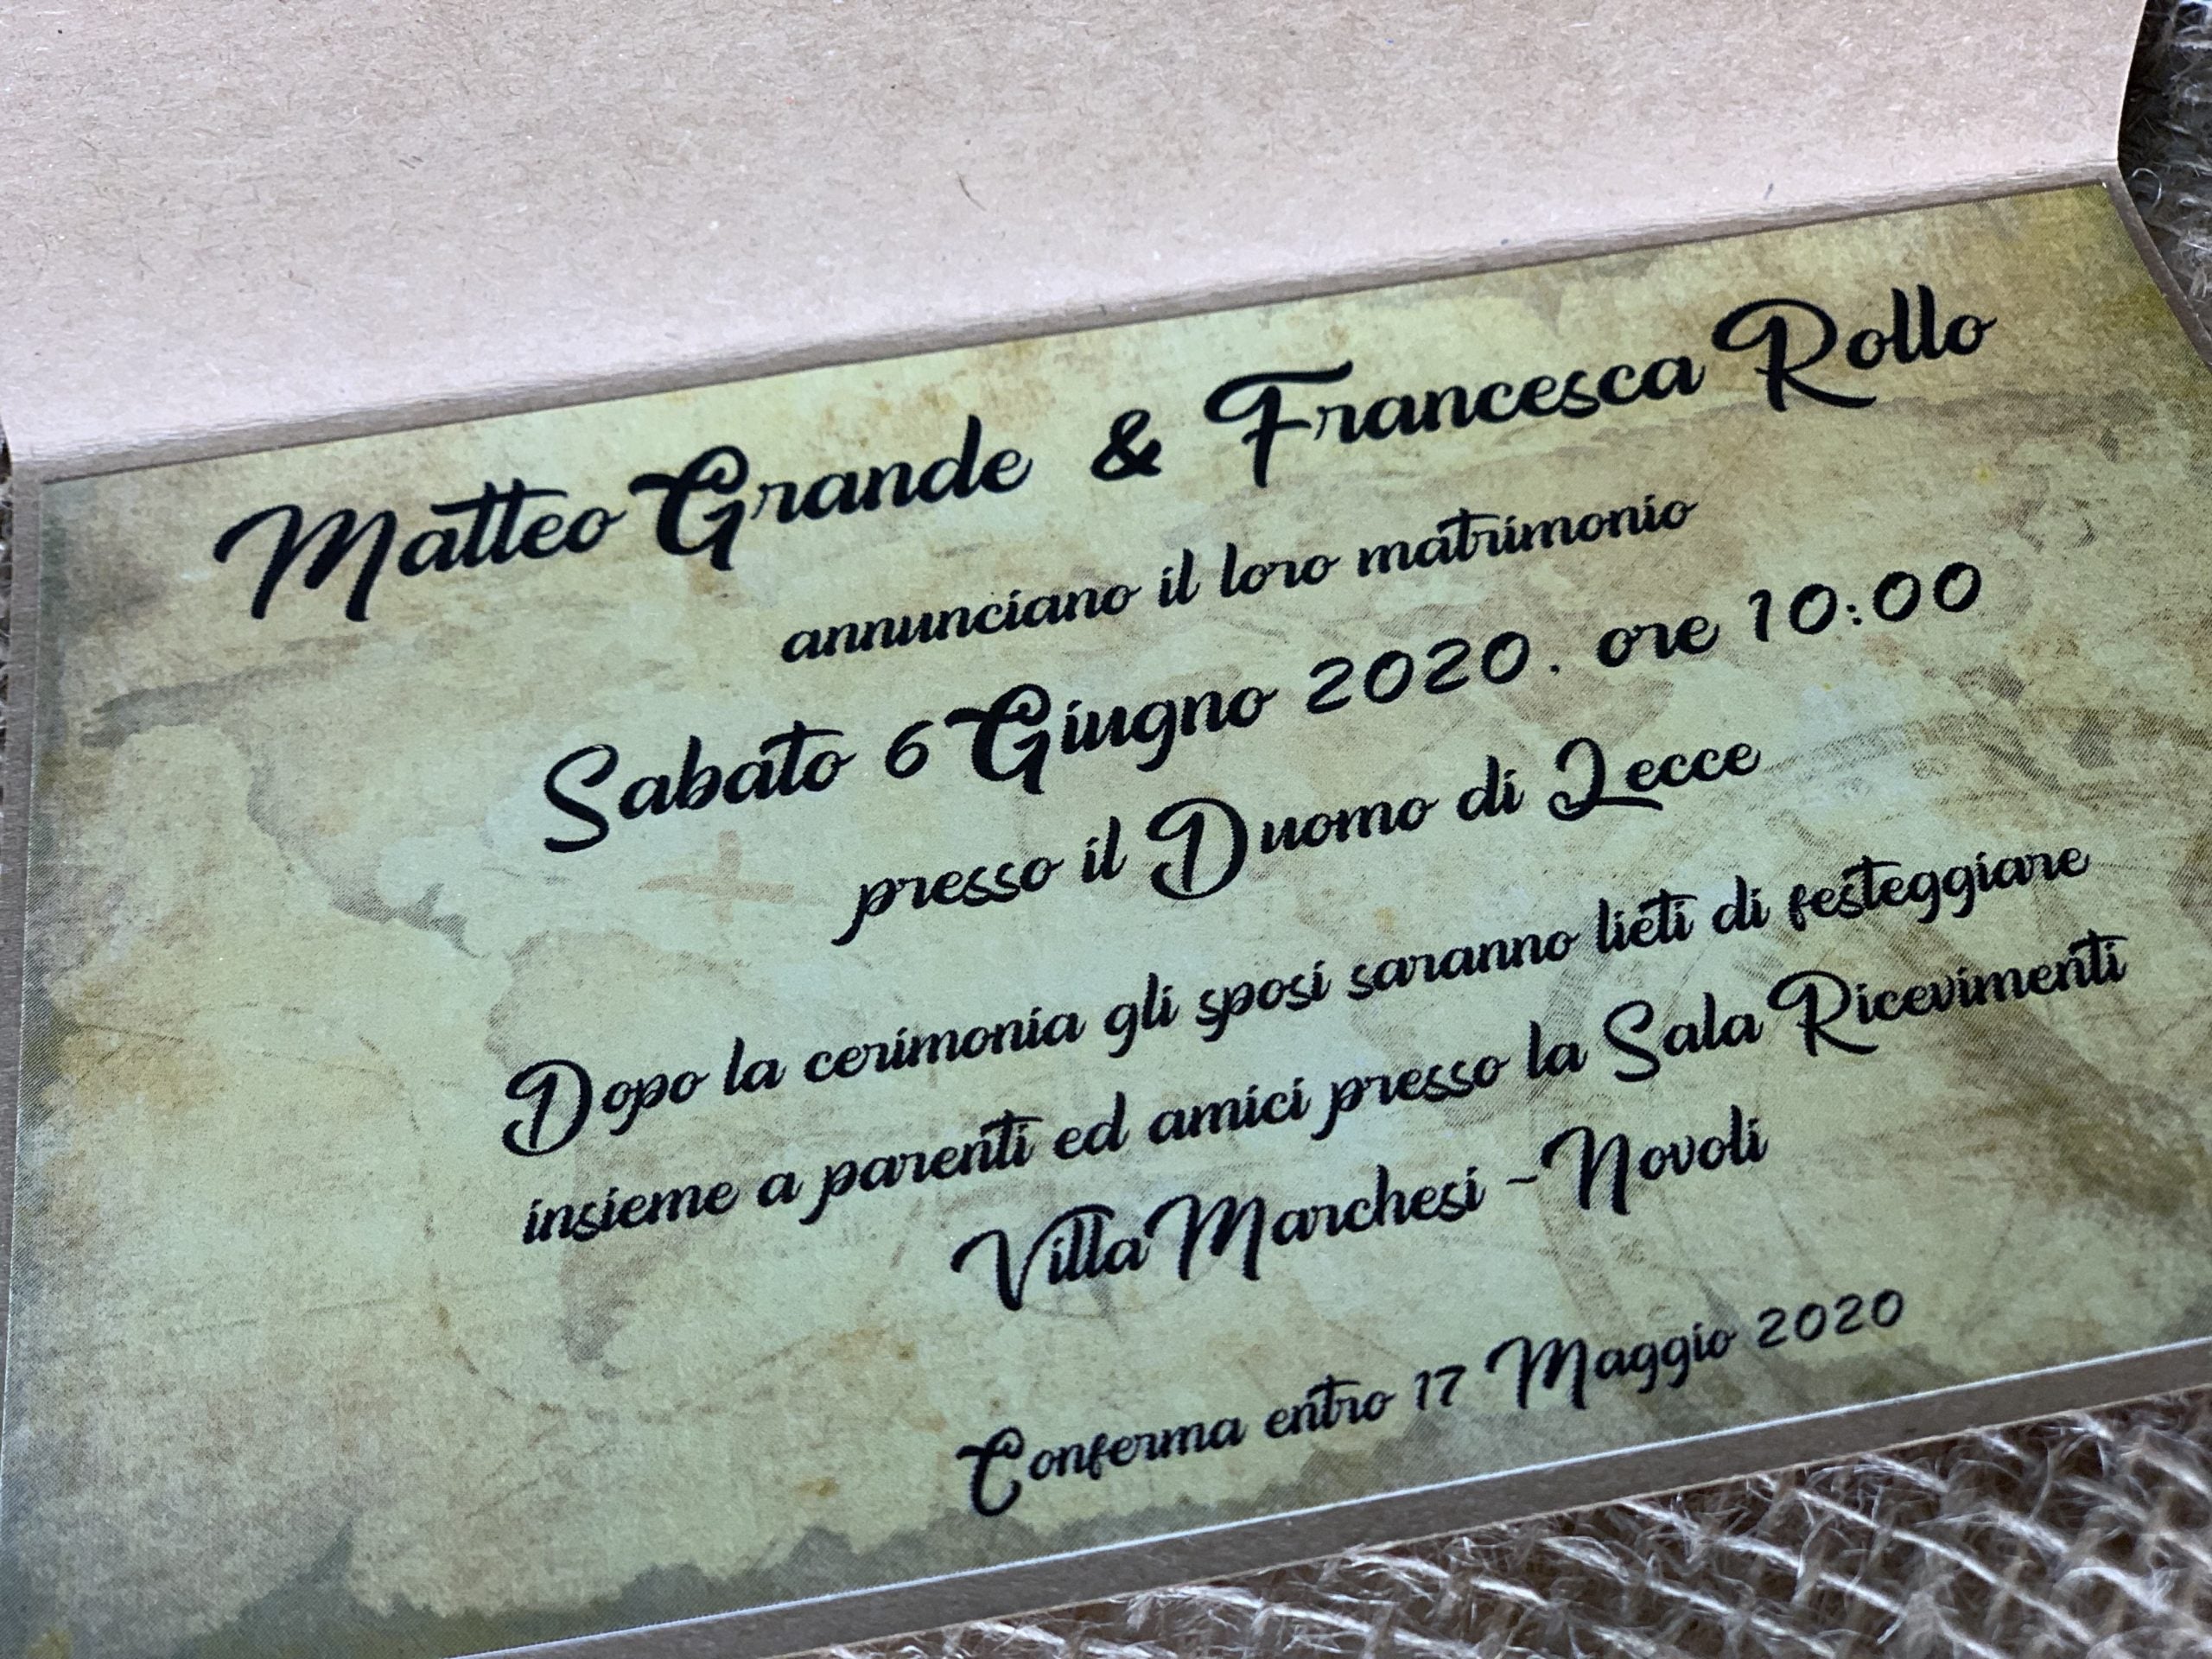 Matteo Grande & Francesca Rollo
annunciano il loro matrimonio
Sabato 6 Giugno 2020. ore 10:00
presso il Duomo di Lecce
Dopo la cerimonia gli sposi saranno lieti di festeggiare
insieme a parenti ed amici presso la Sala Ricevimenti
Villa Marchesi - Novoli
Conferma entro 17 Maggio 2020